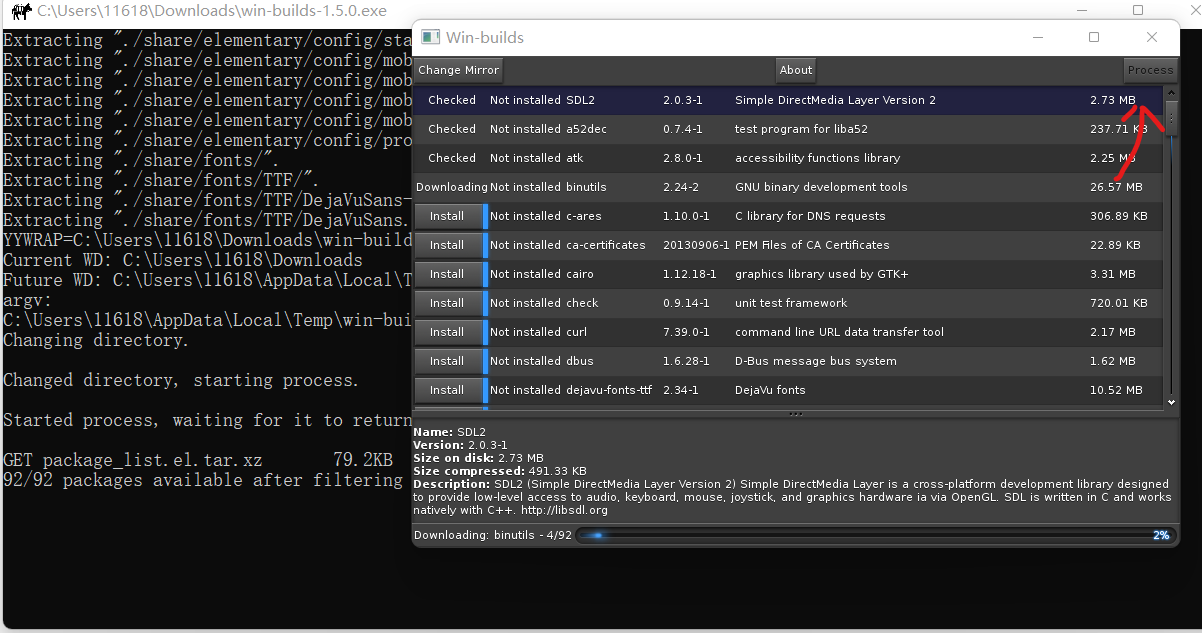 C:\Users\11618\Downloads\win-builds-1.5.0.exe
Extracting "./share/elementary/config/sta
Extracting "./share/elementary/config/mob
Extracting "./share/elementary/config/mob
Extracting "./share/elementary/config/mob
Extracting "./share/elementary/config/mob
Extracting "./share/elementary/config/pro
Extracting "./share/fonts/".
Extracting "./share/fonts/TTF/".
Extracting "./share/fonts/TTF/DejaVuSans-
Extracting "./share/fonts/TTF/DejaVuSans.
YYWRAP=C:\Users\11618\Downloads\win-build
Current WD: C:\Users\11618\Downloads
Future WD: C:\Users\11618\AppData\Local\T
argv:
C:\Users\11618\AppData\Local\Temp\win-bui
Changing directory.
Changed directory, starting process.
Started process, waiting for it to return
GET package_list.el.tar.xz 79.2KB
92/92 packages available after filtering
Win-builds
Change Mirror About Process
Checked Not installed SDL2 2.0.3-1 Simple DirectMedia Layer Version 2 2.73 MB
Checked Not installed a52dec 0.7.4-1 test program for liba52 237.71 KB
Checked Not installed atk 2.8.0-1 accessibility functions library 2.25 MB
Downloading Not installed binutils 2.24-2 GNU binary development tools 26.57 MB
Install Not installed c-ares 1.10.0-1 C library for DNS requests 306.89 KB
Install Not installed ca-certificates 20130906-1 PEM Files of CA Certificates 22.89 KB
Install Not installed cairo 1.12.18-1 graphics library used by GTK+ 3.31 MB
Install Not installed check 0.9.14-1 unit test framework 720.01 KB
Install Not installed curl 7.39.0-1 command line URL data transfer tool 2.17 MB
Install Not installed dbus 1.6.28-1 D-Bus message bus system 1.62 MB
Install Not installed dejavu-fonts-ttf 2.34-1 DejaVu fonts 10.52 MB
Name: SDL2
Version: 2.0.3-1
Size on disk: 2.73 MB
Size compressed: 491.33 KB
Description: SDL2 (Simple DirectMedia Layer Version 2) Simple DirectMedia Layer is a cross-platform development library designed
to provide low-level access to audio, keyboard, mouse, joystick, and graphics hardware ia via OpenGL. SDL is written in C and works
natively with C++. http://libsdl.org
Downloading: binutils - 4/92 2%